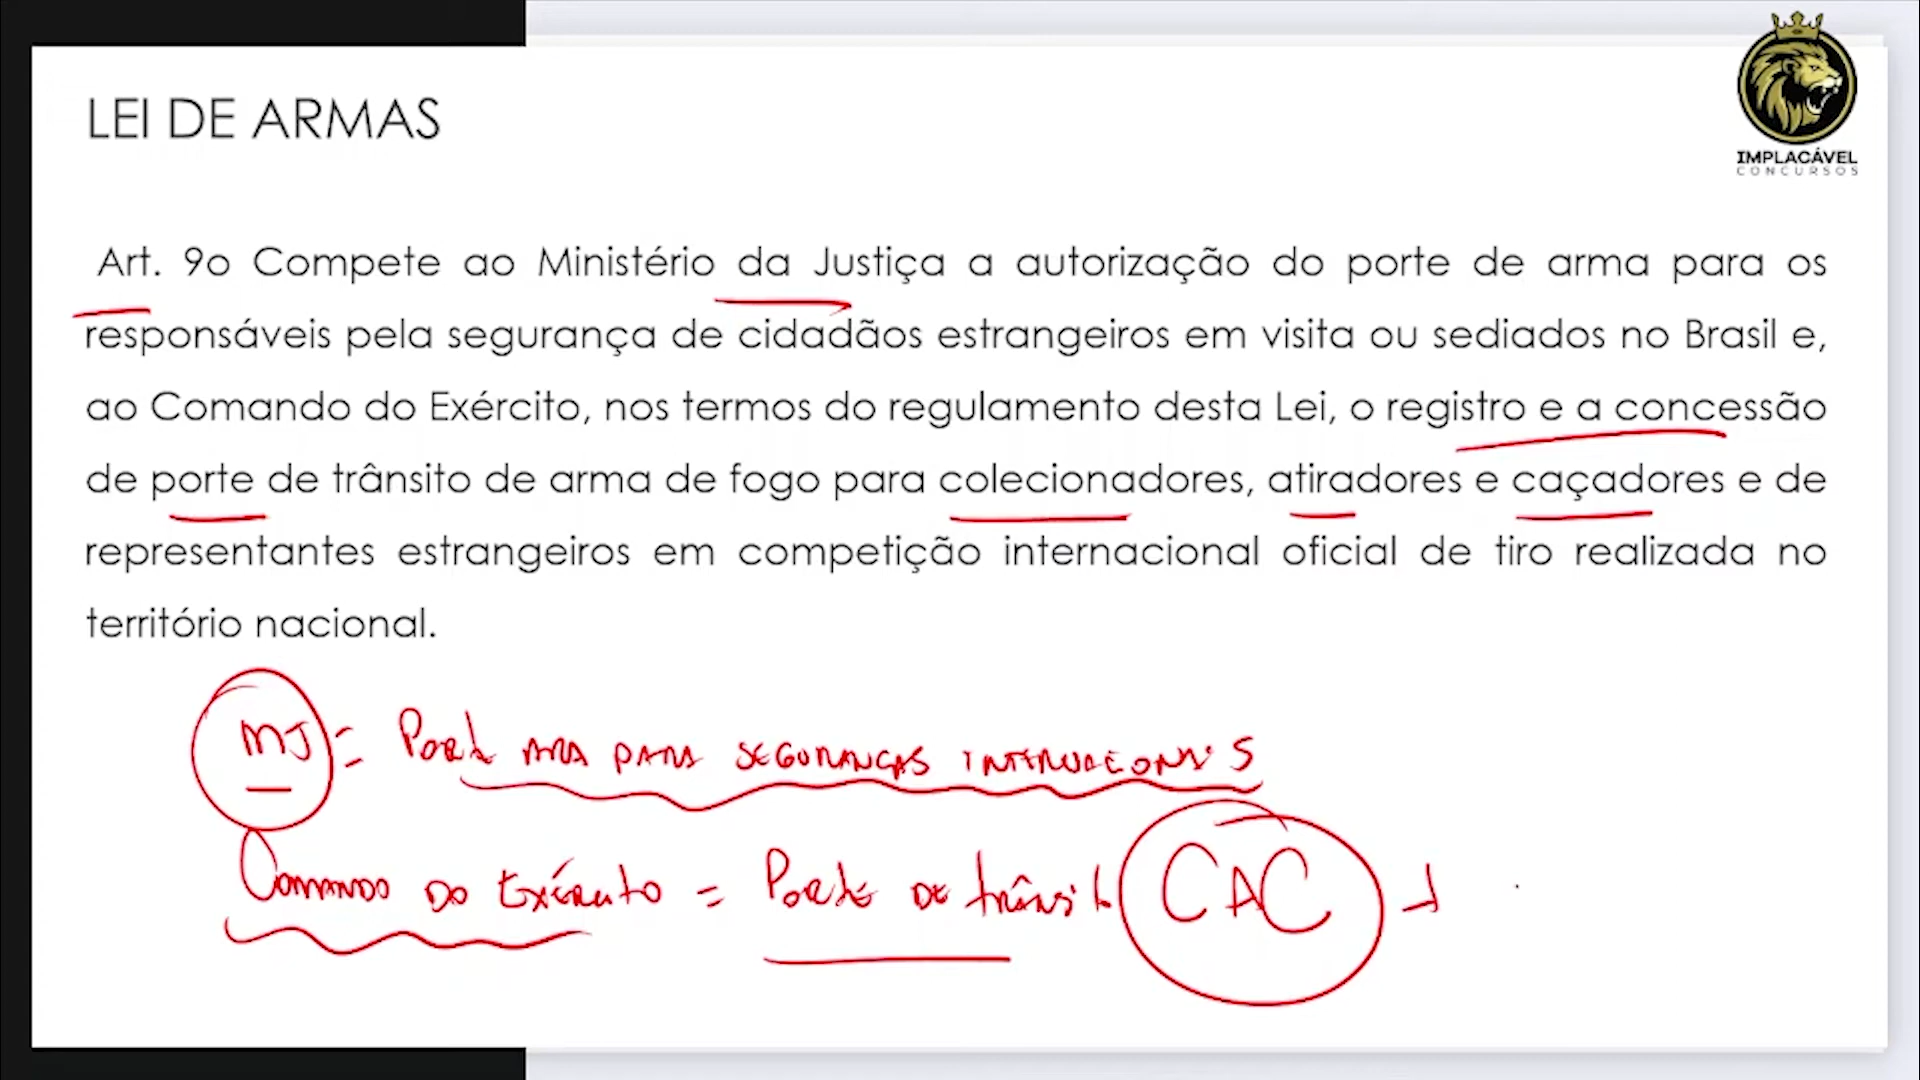 LEI DE ARMAS
IMPLACÁVEL
CONCURSOS
Art. 9o Compete ao Ministério da Justiça a autorização do porte de arma para os
responsáveis pela segurança de cidadãos estrangeiros em visita ou sediados no Brasil e,
ao Comando do Exército, nos termos do regulamento desta Lei, o registro e a concessão
de porte de trânsito de arma de fogo para colecionadores, atiradores e caçadores e de
representantes estrangeiros em competição internacional oficial de tiro realizada no
território nacional.
MJ = Porte PARA SEGURANÇAS
Comando do Exército = Porte de trânsito CAC